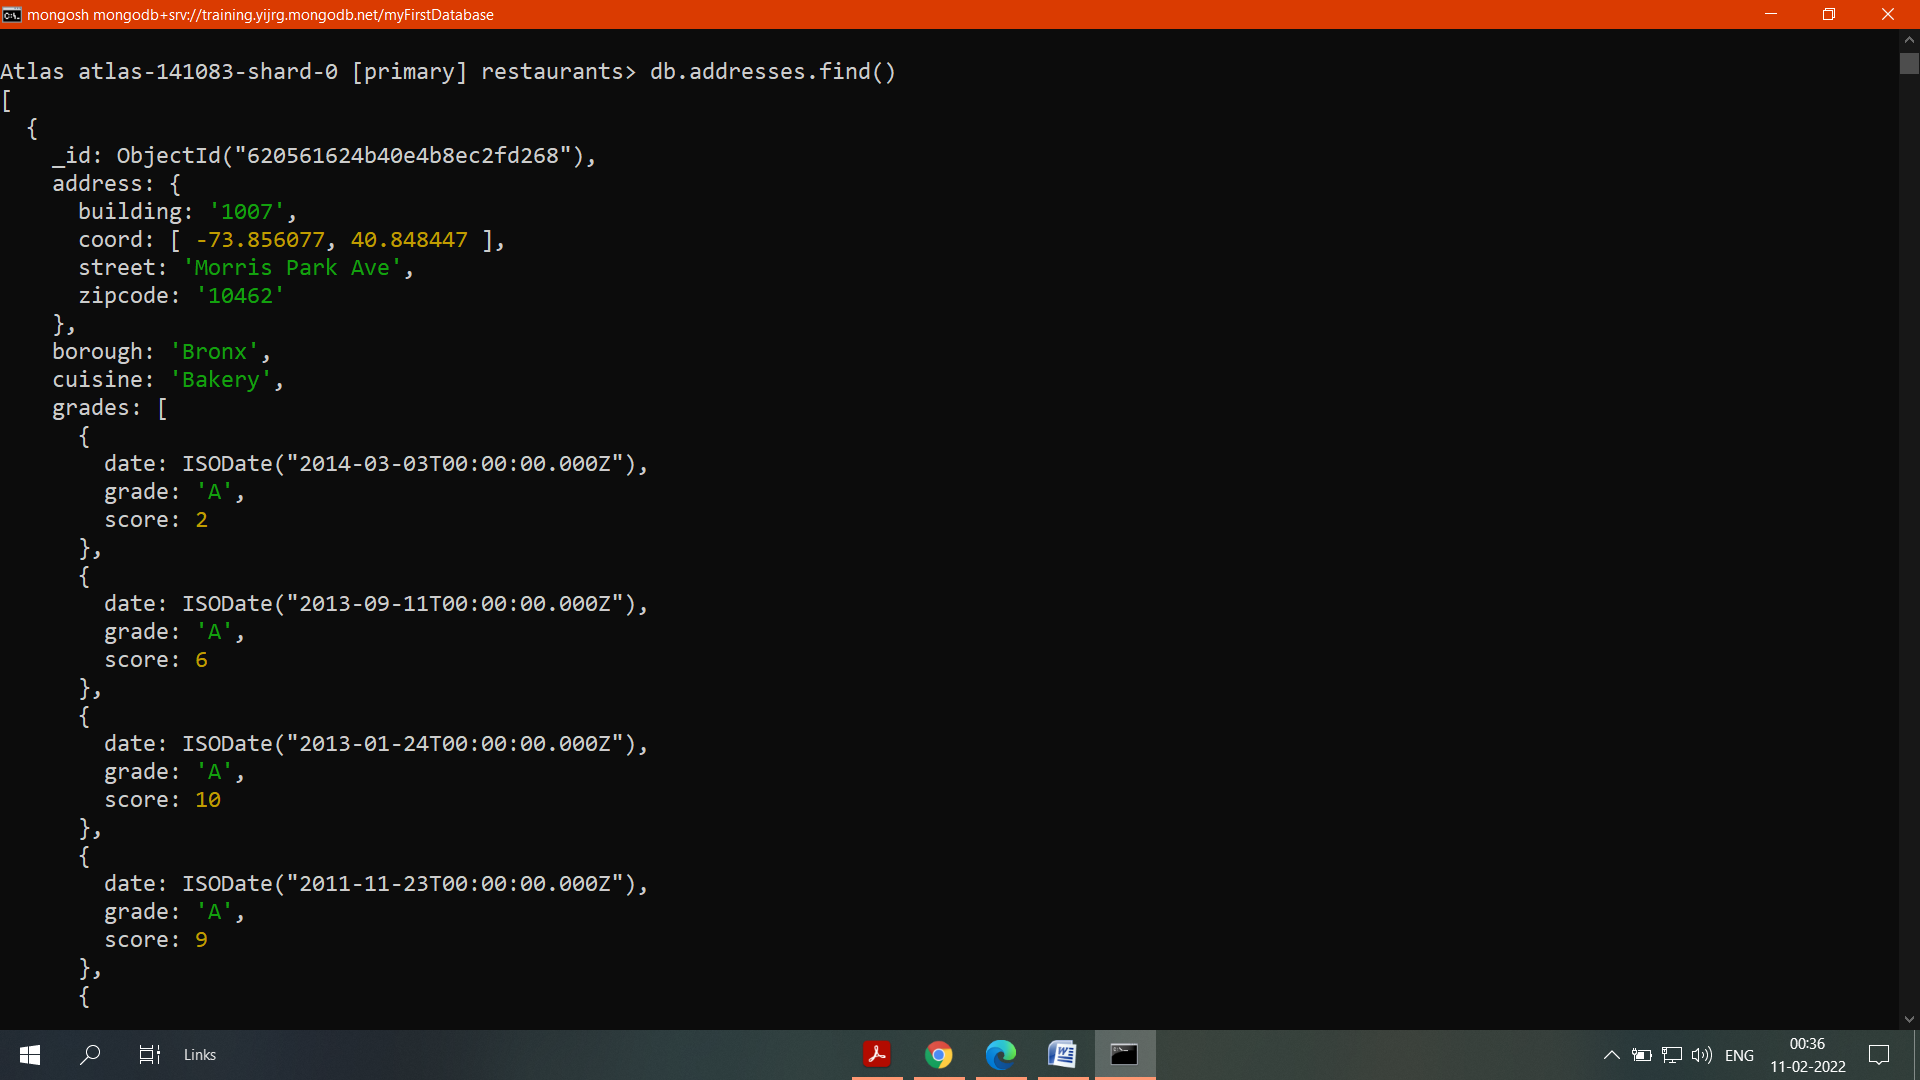 mongosh mongodb+srv://training.yijrg.mongodb.net/myFirstDatabase
Atlas atlas-141083-shard-0 [primary] restaurants> db.addresses.find()
[
  {
    _id: ObjectId("620561624b40e4b8ec2fd268"),
    address: {
      building: '1007',
      coord: [ -73.856077, 40.848447 ],
      street: 'Morris Park Ave',
      zipcode: '10462'
    },
    borough: 'Bronx',
    cuisine: 'Bakery',
    grades: [
      {
        date: ISODate("2014-03-03T00:00:00.000Z"),
        grade: 'A',
        score: 2
      },
      {
        date: ISODate("2013-09-11T00:00:00.000Z"),
        grade: 'A',
        score: 6
      },
      {
        date: ISODate("2013-01-24T00:00:00.000Z"),
        grade: 'A',
        score: 10
      },
      {
        date: ISODate("2011-11-23T00:00:00.000Z"),
        grade: 'A',
        score: 9
      },
      {
Links
ENG
00:36
11-02-2022